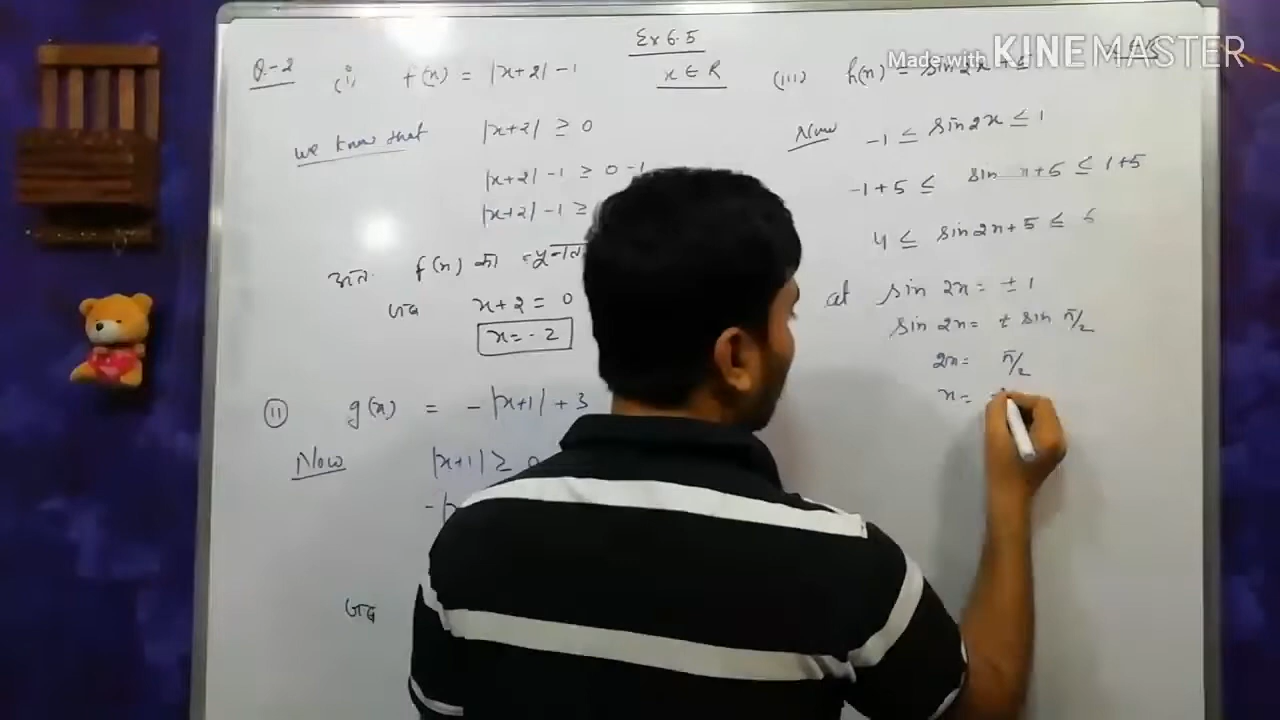 Ex 6.5
Q.-2 (i) f(x) = |x+2| -1
x ∈ R
we know that |x+2| ≥ 0
|x+2| -1 ≥ 0 -1
|x+2| -1 ≥
अतः f(x) का
जब x+2 = 0
x = -2
(ii) g(x) = -|x+1| + 3
Now |x+1| ≥ 0
जब
(iii) h(x) = sin 2x + 5
Now -1 ≤ sin 2x ≤ 1
-1+5 ≤ sin x+5 ≤ 1+5
4 ≤ sin 2x + 5 ≤ 6
at sin 2x = ± 1
sin 2x = ± sin π/2
2x = π/2
x =
Made with KINEMASTER